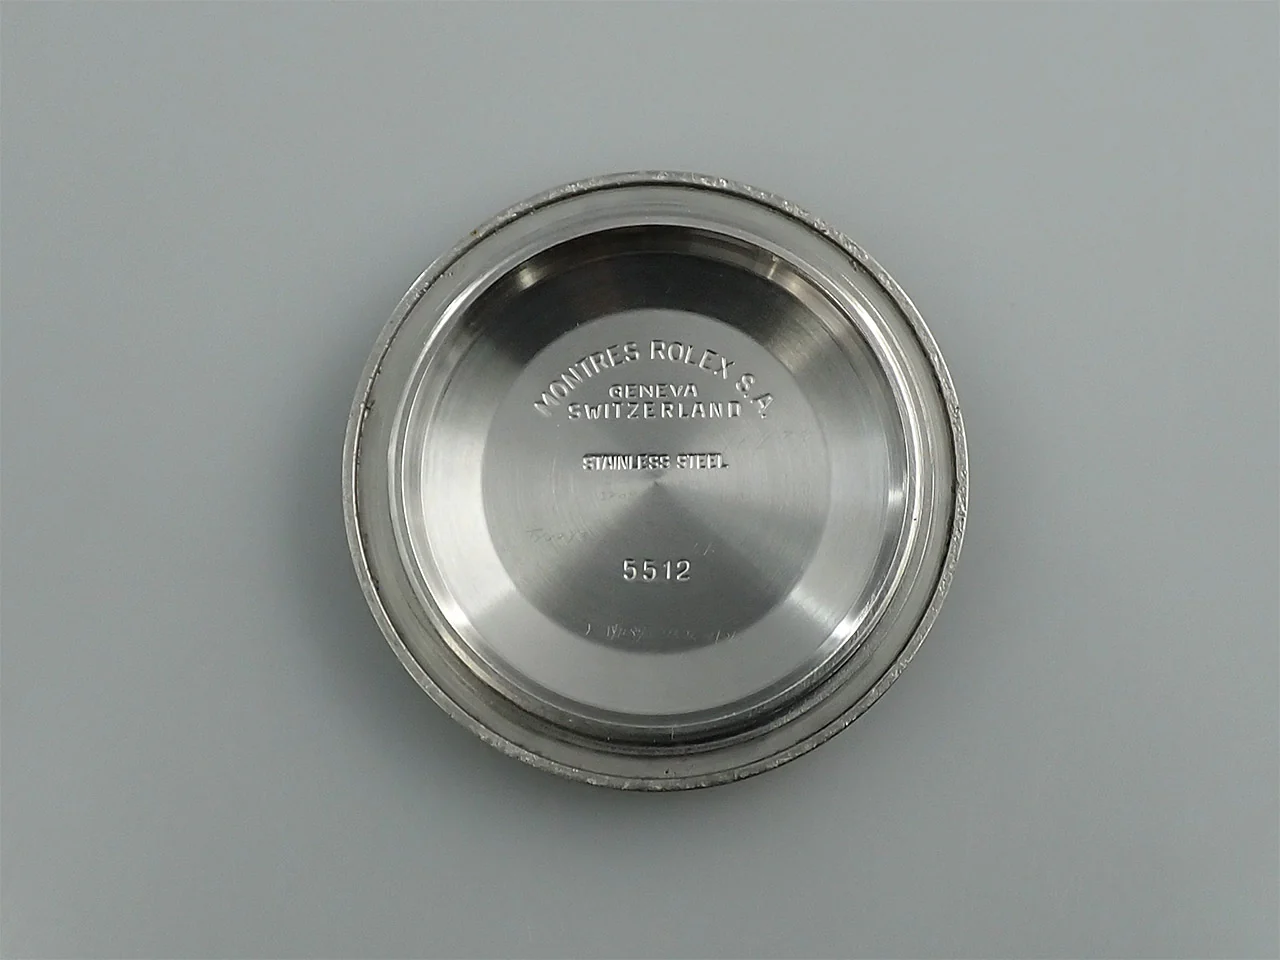 MONTRES ROLEX S.A.
GENEVA
SWITZERLAND
STAINLESS STEEL
5512